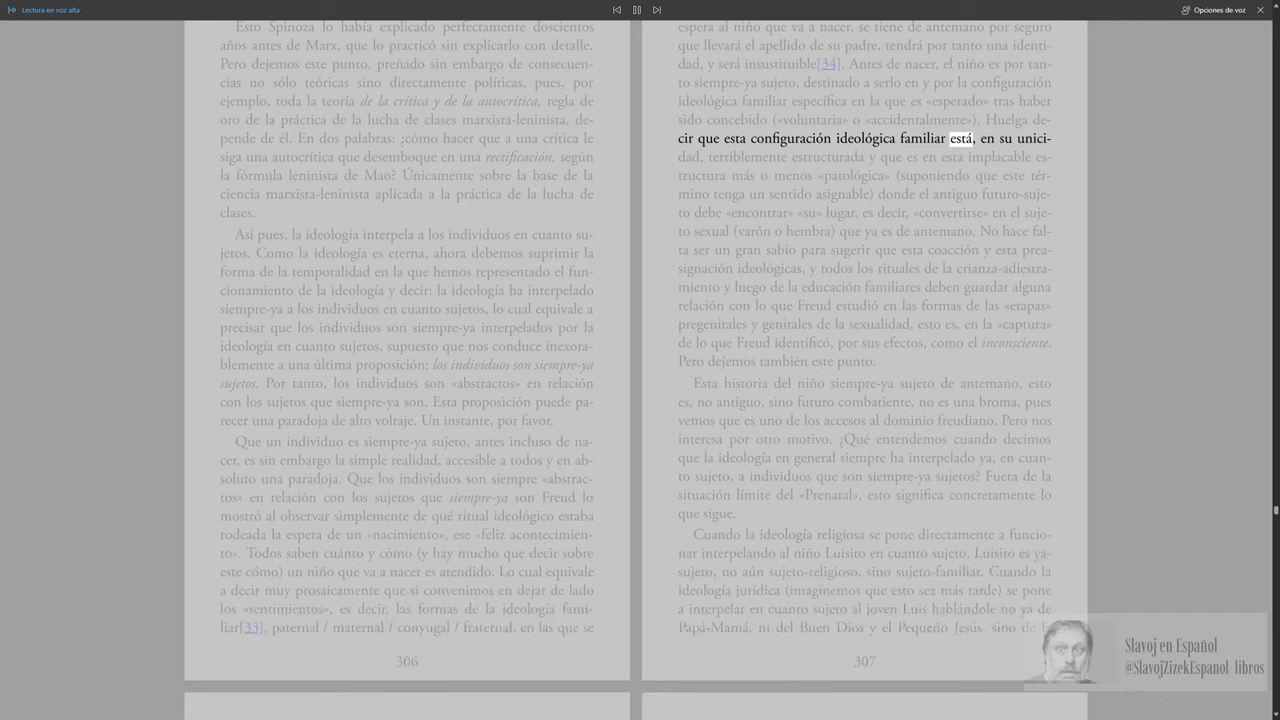 Lectura en voz alta
Opciones de voz
Esto Spinoza lo había explicado perfectamente doscientos
años antes de Marx, que lo practicó sin explicarlo con detalle.
Pero dejemos este punto, preñado sin embargo de consecuen-
cias no sólo teóricas sino directamente políticas, pues, por
ejemplo, toda la teoría de la crítica y de la autocrítica, regla de
oro de la práctica de la lucha de clases marxista-leninista, de-
pende de él. En dos palabras: ¿cómo hacer que a una crítica le
siga una autocrítica que desemboque en una rectificación, según
la fórmula leninista de Mao? Únicamente sobre la base de la
ciencia marxista-leninista aplicada a la práctica de la lucha de
clases.
Así pues, la ideología interpela a los individuos en cuanto su-
jetos. Como la ideología es eterna, ahora debemos suprimir la
forma de la temporalidad en la que hemos representado el fun-
cionamiento de la ideología y decir: la ideología ha interpelado
siempre-ya a los individuos en cuanto sujetos, lo cual equivale a
precisar que los individuos son siempre-ya interpelados por la
ideología en cuanto sujetos, supuesto que nos conduce inexora-
blemente a una última proposición: los individuos son siempre-ya
sujetos. Por tanto, los individuos son «abstractos» en relación
con los sujetos que siempre-ya son. Esta proposición puede pa-
recer una paradoja de alto voltaje. Un instante, por favor.
Que un individuo es siempre-ya sujeto, antes incluso de na-
cer, es sin embargo la simple realidad, accesible a todos y en ab-
soluto una paradoja. Que los individuos son siempre «abstrac-
tos» en relación con los sujetos que siempre-ya son Freud lo
mostró al observar simplemente de qué ritual ideológico estaba
rodeada la espera de un «nacimiento», ese «feliz acontecimien-
to». Todos saben cuánto y cómo (y hay mucho que decir sobre
este cómo) un niño que va a nacer es atendido. Lo cual equivale
a decir muy prosaicamente que si convenimos en dejar de lado
los «sentimientos», es decir, las formas de la ideología fami-
liar[33], paternal / maternal / conyugal / fraternal, en las que se
306
espera al niño que va a nacer, se tiene de antemano por seguro
que llevará el apellido de su padre, tendrá por tanto una identi-
dad, y será insustituible[34]. Antes de nacer, el niño es por tan-
to siempre-ya sujeto, destinado a serlo en y por la configuración
ideológica familiar específica en la que es «esperado» tras haber
sido concebido («voluntaria» o «accidentalmente»). Huelga de-
cir que esta configuración ideológica familiar está, en su unici-
dad, terriblemente estructurada y que es en esta implacable es-
tructura más o menos «patológica» (suponiendo que este tér-
mino tenga un sentido asignable) donde el antiguo futuro-suje-
to debe «encontrar» «su» lugar, es decir, «convertirse» en el suje-
to sexual (varón o hembra) que ya es de antemano. No hace fal-
ta ser un gran sabio para sugerir que esta coacción y esta prea-
signación ideológicas, y todos los rituales de la crianza-adiestra-
miento y luego de la educación familiares deben guardar alguna
relación con lo que Freud estudió en las formas de las «etapas»
pregenitales y genitales de la sexualidad, esto es, en la «captura»
de lo que Freud identificó, por sus efectos, como el inconsciente.
Pero dejemos también este punto.
Esta historia del niño siempre-ya sujeto de antemano, esto
es, no antiguo, sino futuro combatiente, no es una broma, pues
vemos que es uno de los accesos al dominio freudiano. Pero nos
interesa por otro motivo. ¿Qué entendemos cuando decimos
que la ideología en general siempre ha interpelado ya, en cuan-
to sujeto, a individuos que son siempre-ya sujetos? Fuera de la
situación límite del «Prenatal», esto significa concretamente lo
que sigue.
Cuando la ideología religiosa se pone directamente a funcio-
nar interpelando al niño Luisito en cuanto sujeto, Luisito es ya-
sujeto, no aún sujeto-religioso, sino sujeto-familiar. Cuando la
ideología jurídica (imaginemos que esto sea más tarde) se pone
a interpelar en cuanto sujeto al joven Luis hablándole no ya de
Papá-Mamá, ni del Buen Dios y el Pequeño Jesús, sino de la
307
Slavoj en Español
@SlavojZizekEspanol-libros